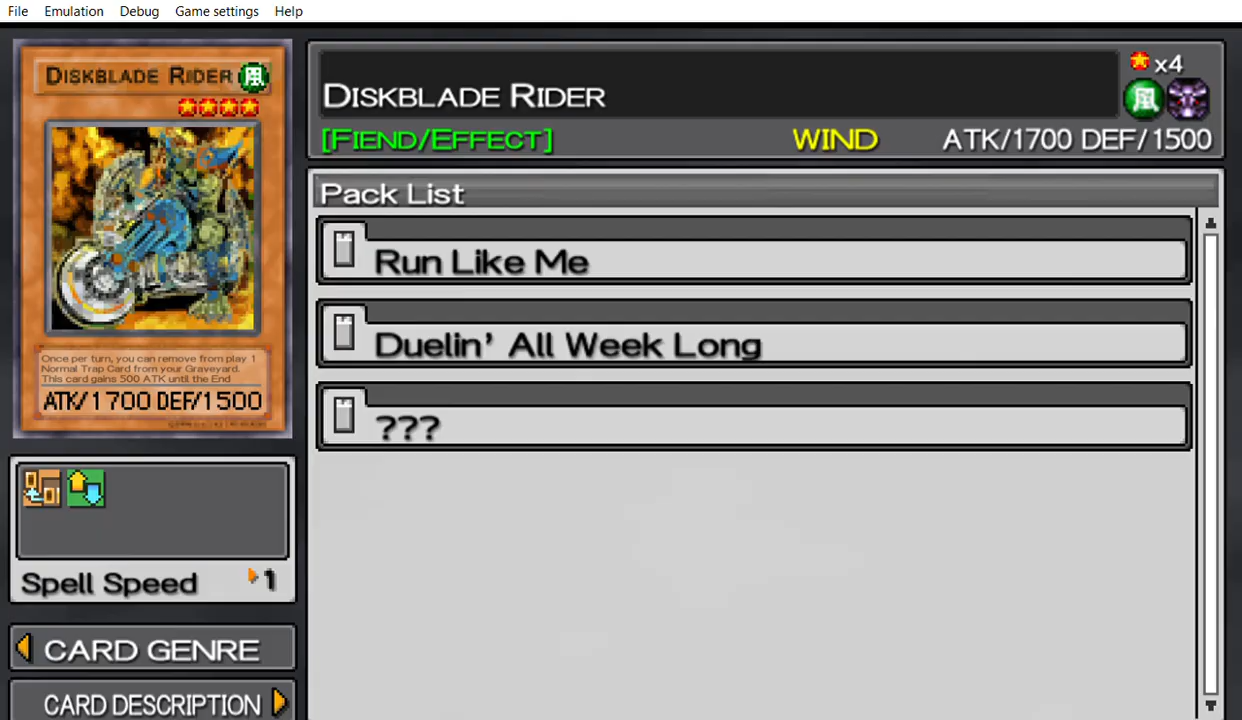 File Emulation Debug Game settings Help
DISKBLADE RIDER 風
Once per turn, you can remove from play 1
Normal Trap Card from your Graveyard.
This card gains 500 ATK until the End
ATK/1700 DEF/1500
DISKBLADE RIDER
x4
風
[FIEND/EFFECT] WIND ATK/1700 DEF/1500
Pack List
Run Like Me
Duelin' All Week Long
???
Spell Speed 1
CARD GENRE
CARD DESCRIPTION